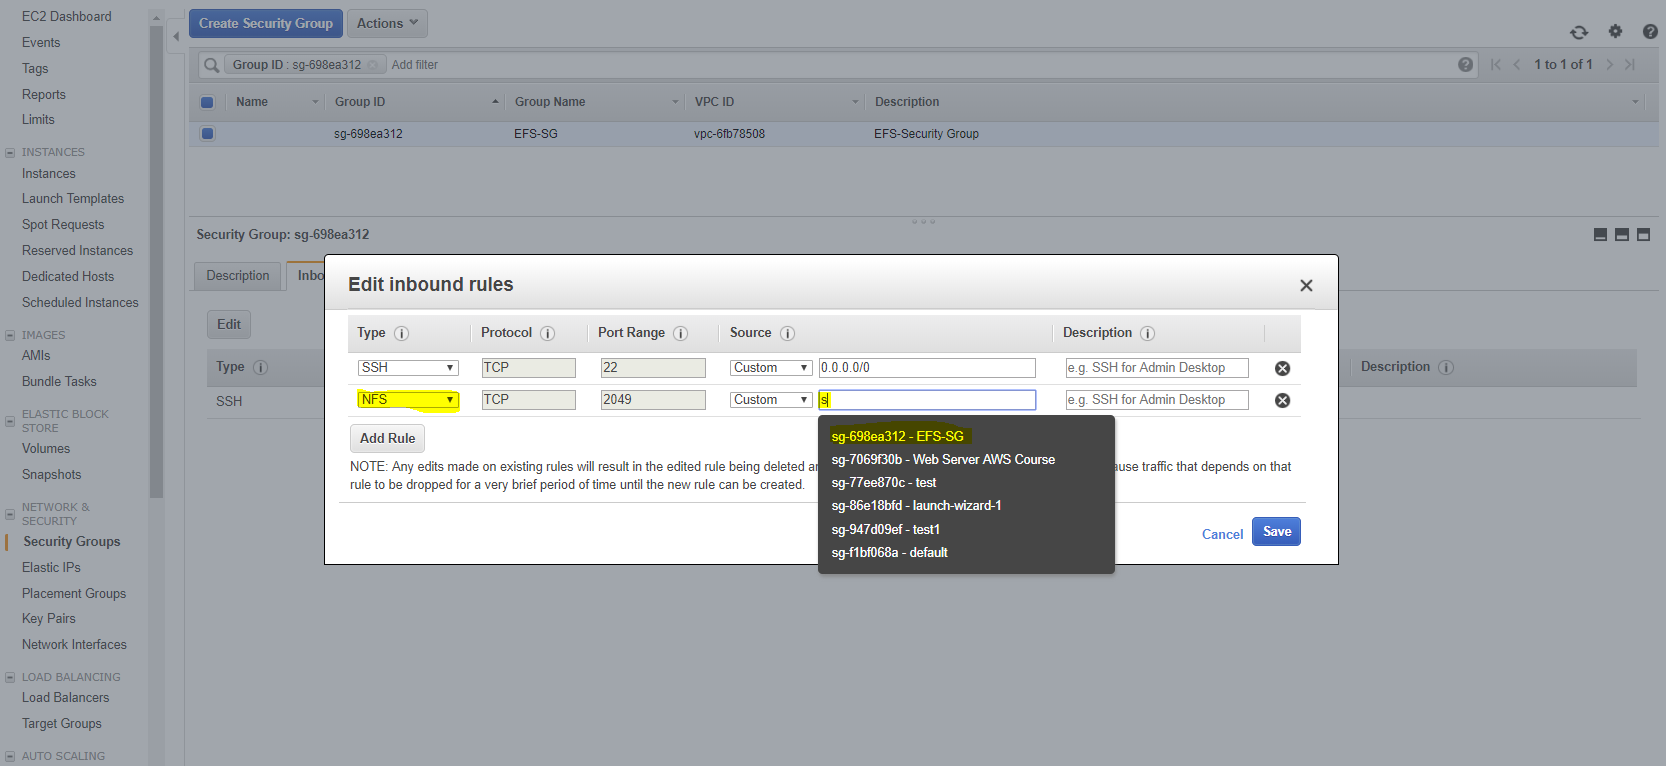 EC2 Dashboard
Events
Tags
Reports
Limits
INSTANCES
Instances
Launch Templates
Spot Requests
Reserved Instances
Dedicated Hosts
Scheduled Instances
IMAGES
AMIs
Bundle Tasks
ELASTIC BLOCK
STORE
Volumes
Snapshots
NETWORK &
SECURITY
Security Groups
Elastic IPs
Placement Groups
Key Pairs
Network Interfaces
LOAD BALANCING
Load Balancers
Target Groups
AUTO SCALING
Create Security Group Actions
Group ID : sg-698ea312 Add filter 1 to 1 of 1
Name Group ID Group Name VPC ID Description
sg-698ea312 EFS-SG vpc-6fb78508 EFS-Security Group
Security Group: sg-698ea312
Description Inbo
Edit
Type Description
SSH
Edit inbound rules
Type Protocol Port Range Source Description
SSH TCP 22 Custom 0.0.0.0/0 e.g. SSH for Admin Desktop
NFS TCP 2049 Custom s e.g. SSH for Admin Desktop
Add Rule
NOTE: Any edits made on existing rules will result in the edited rule being deleted an ause traffic that depends on that
rule to be dropped for a very brief period of time until the new rule can be created.
sg-698ea312 - EFS-SG
sg-7069f30b - Web Server AWS Course
sg-77ee870c - test
sg-86e18bfd - launch-wizard-1
sg-947d09ef - test1
sg-f1bf068a - default
Cancel Save